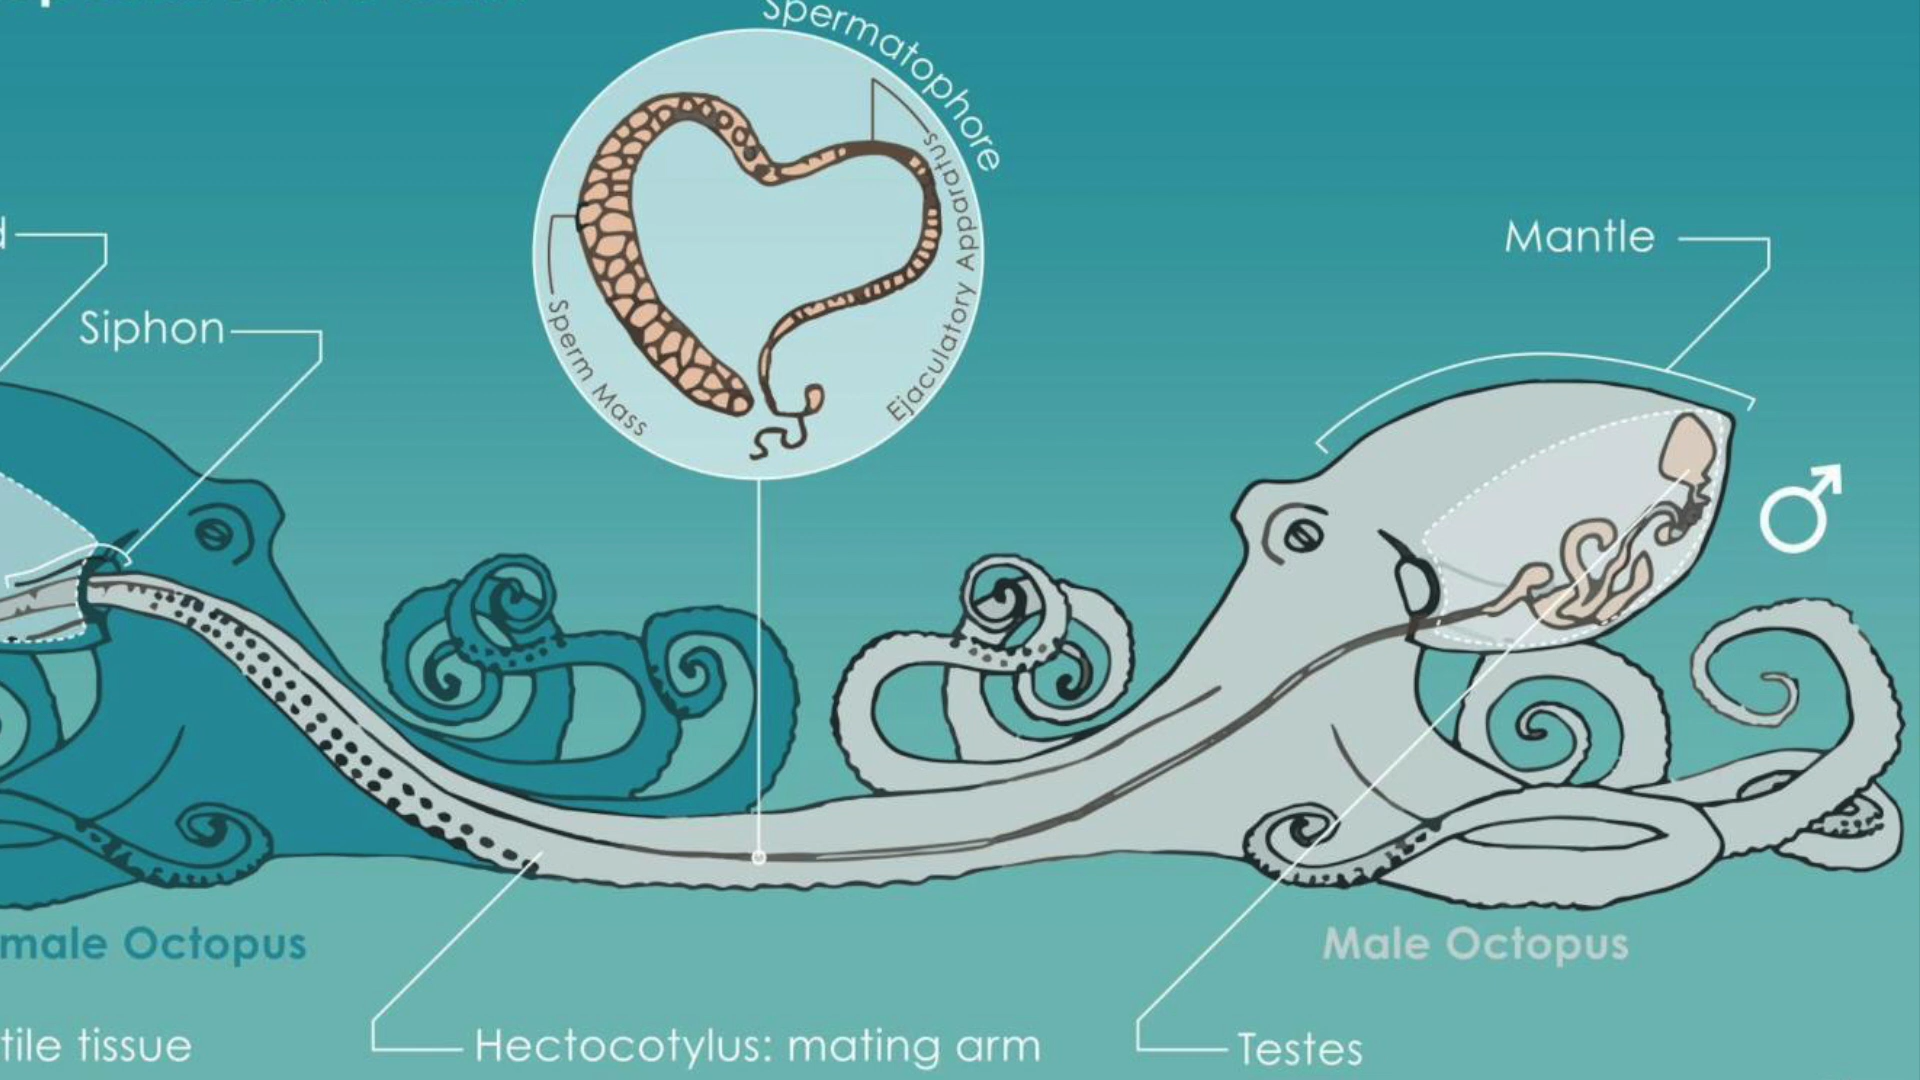 Spermatophore
Ejaculatory Apparatus
Sperm Mass
d
Siphon
Mantle
male Octopus
Male Octopus
tile tissue
Hectocotylus: mating arm
Testes